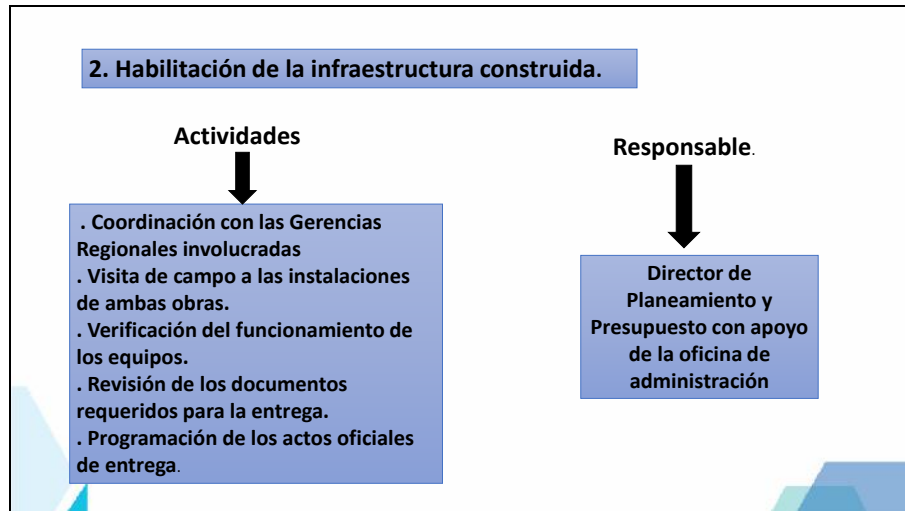 2. Habilitación de la infraestructura construida.
Actividades
. Coordinación con las Gerencias
Regionales involucradas
. Visita de campo a las instalaciones
de ambas obras.
. Verificación del funcionamiento de
los equipos.
. Revisión de los documentos
requeridos para la entrega.
. Programación de los actos oficiales
de entrega.
Responsable.
Director de
Planeamiento y
Presupuesto con apoyo
de la oficina de
administración